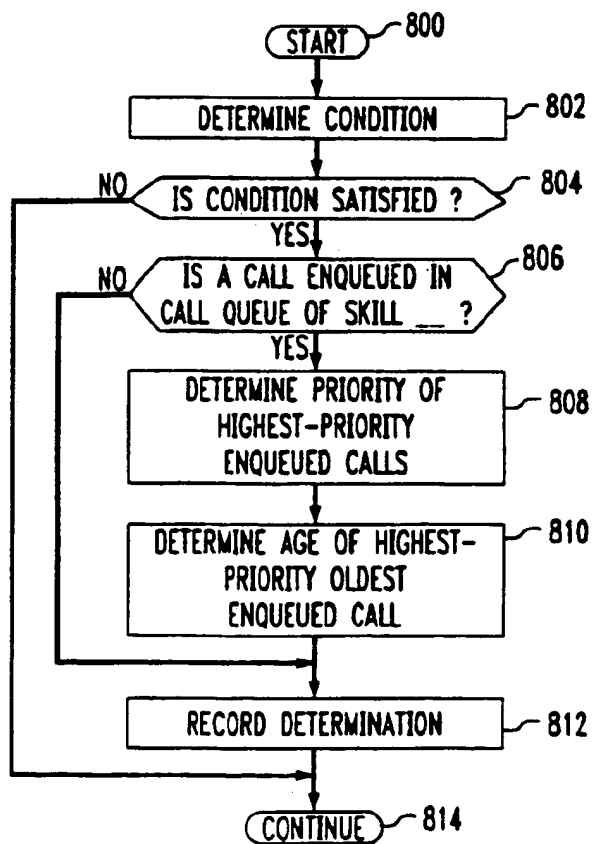 START
800
DETERMINE CONDITION
802
NO
IS CONDITION SATISFIED ?
804
YES
NO
IS A CALL ENQUEUED IN
CALL QUEUE OF SKILL __ ?
806
YES
DETERMINE PRIORITY OF
HIGHEST-PRIORITY
ENQUEUED CALLS
808
DETERMINE AGE OF HIGHEST-
PRIORITY OLDEST
ENQUEUED CALL
810
RECORD DETERMINATION
812
CONTINUE
814